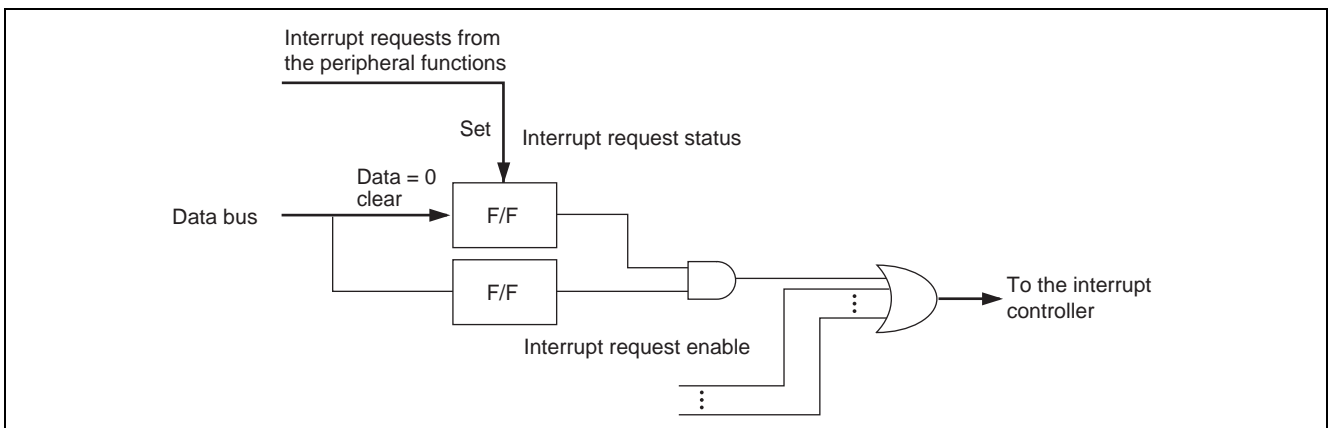 Interrupt requests from
the peripheral functions
Set
Interrupt request status
Data = 0
clear
Data bus
F/F
F/F
To the interrupt
controller
Interrupt request enable